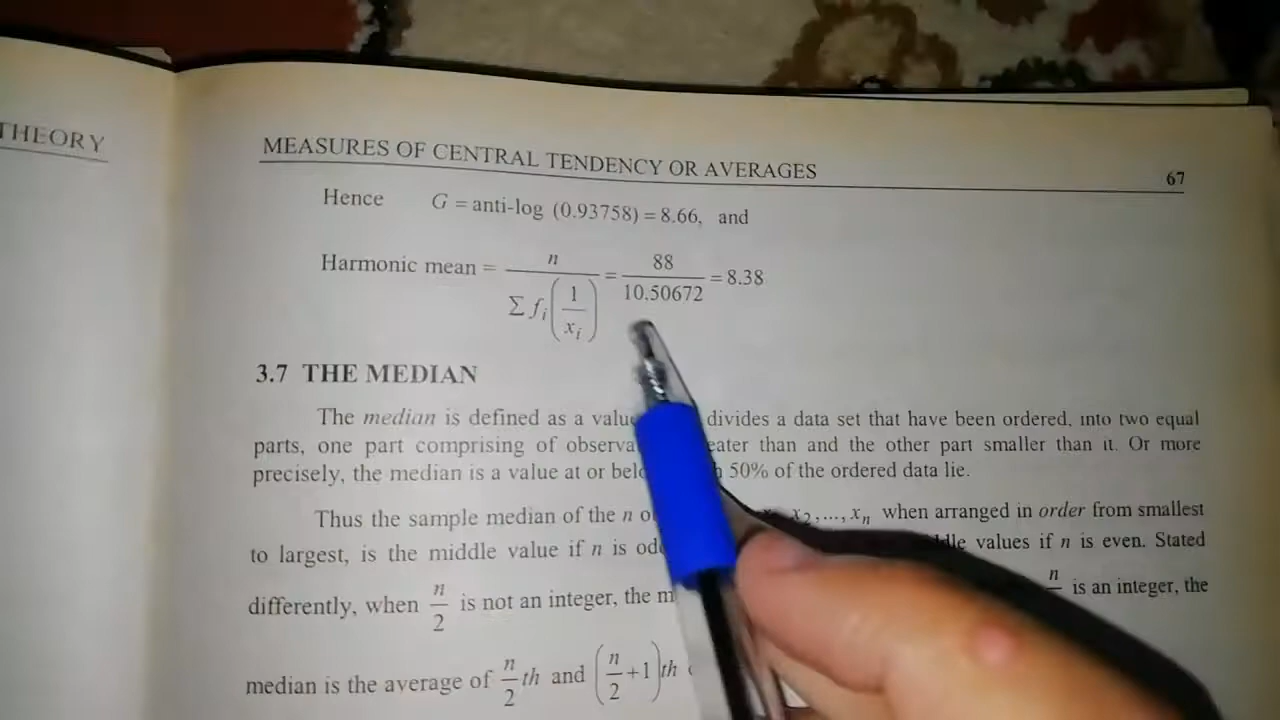 THEORY
MEASURES OF CENTRAL TENDENCY OR AVERAGES 67
Hence G = anti-log (0.93758) = 8.66, and
Harmonic mean = n / Σ f_i (1 / x_i) = 88 / 10.50672 = 8.38
3.7 THE MEDIAN
The median is defined as a divides a data set that have been ordered, into two equal
parts, one part comprising of than and the other part smaller than it. Or more
precisely, the median is a value at or 50% of the ordered data lie.
Thus the sample median of the n x_2,..., x_n when arranged in order from smallest
to largest, is the middle value if n is values if n is even. Stated
differently, when n/2 is not an integer, the n/2 is an integer, the
median is the average of n/2 th and (n/2 + 1) th